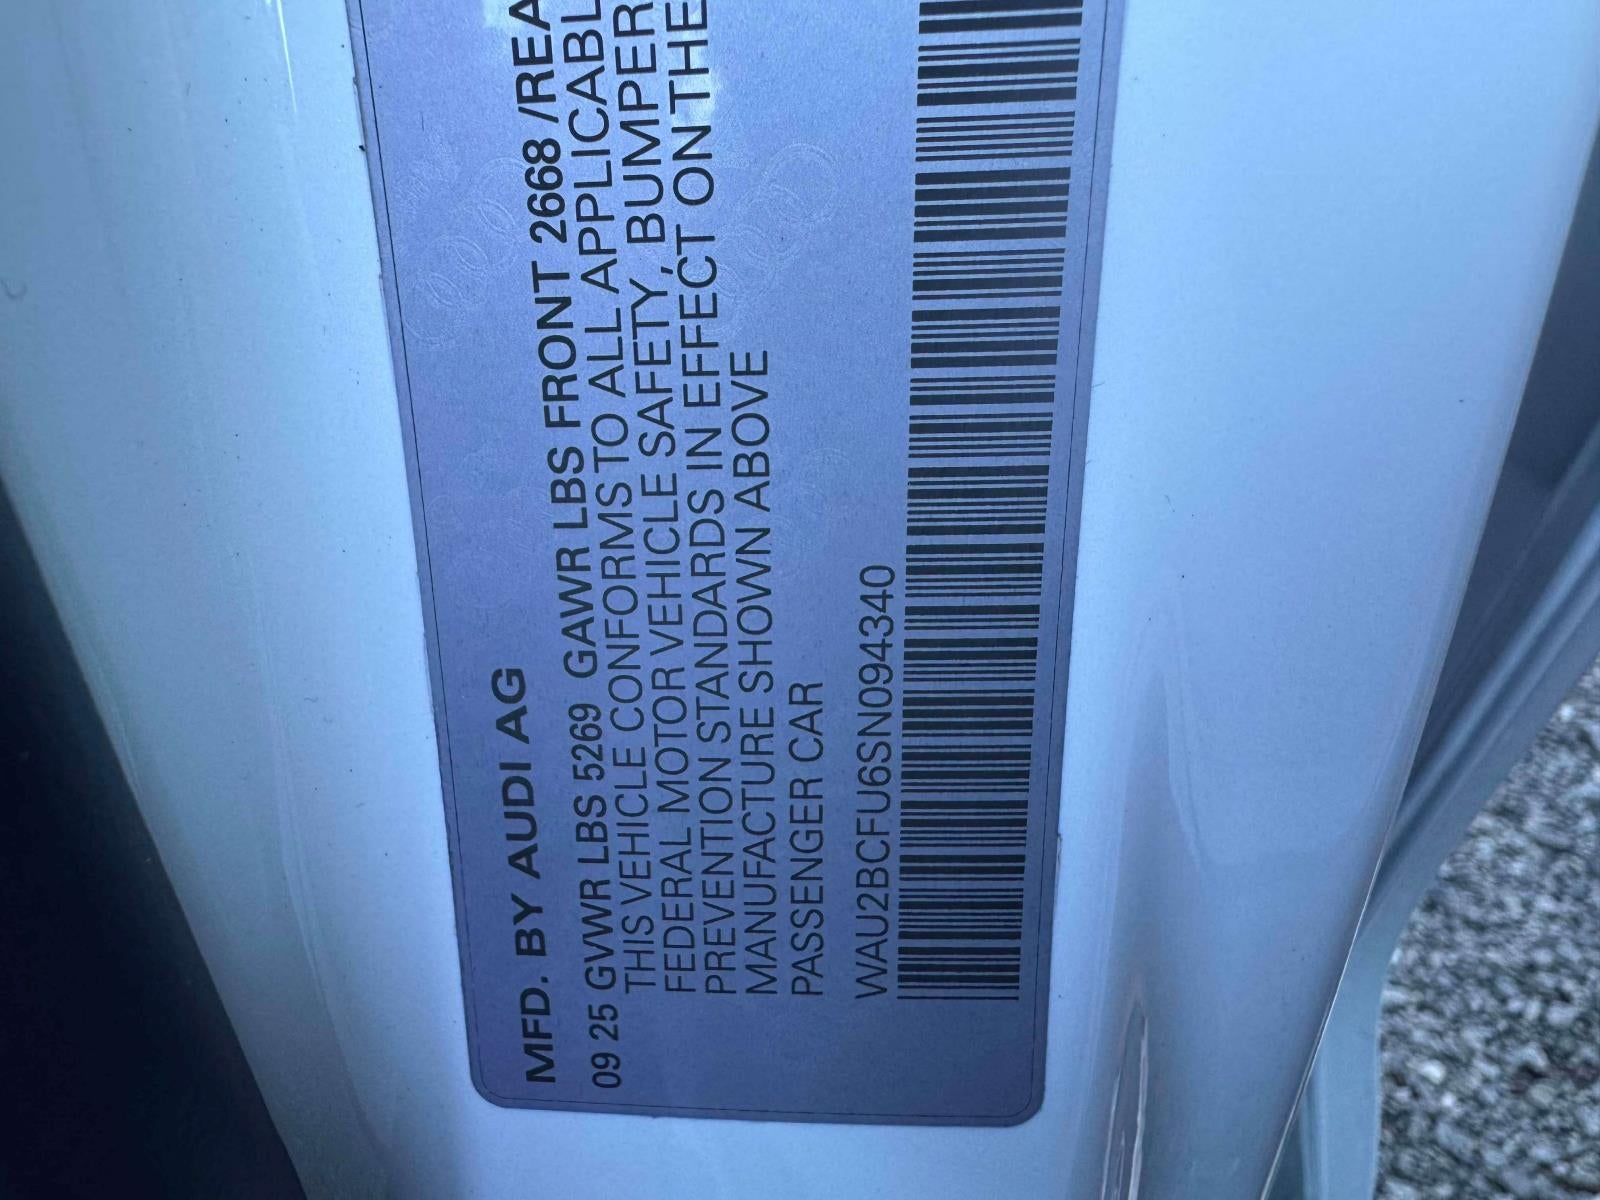 MFD. BY AUDI AG
09 25 GVWR LBS 5269 GAWR LBS FRONT 2668 /REA
THIS VEHICLE CONFORMS TO ALL APPLICABL
FEDERAL MOTOR VEHICLE SAFETY, BUMPER
PREVENTION STANDARDS IN EFFECT ON THE
MANUFACTURE SHOWN ABOVE
PASSENGER CAR
WAU2BCFU6SN094340